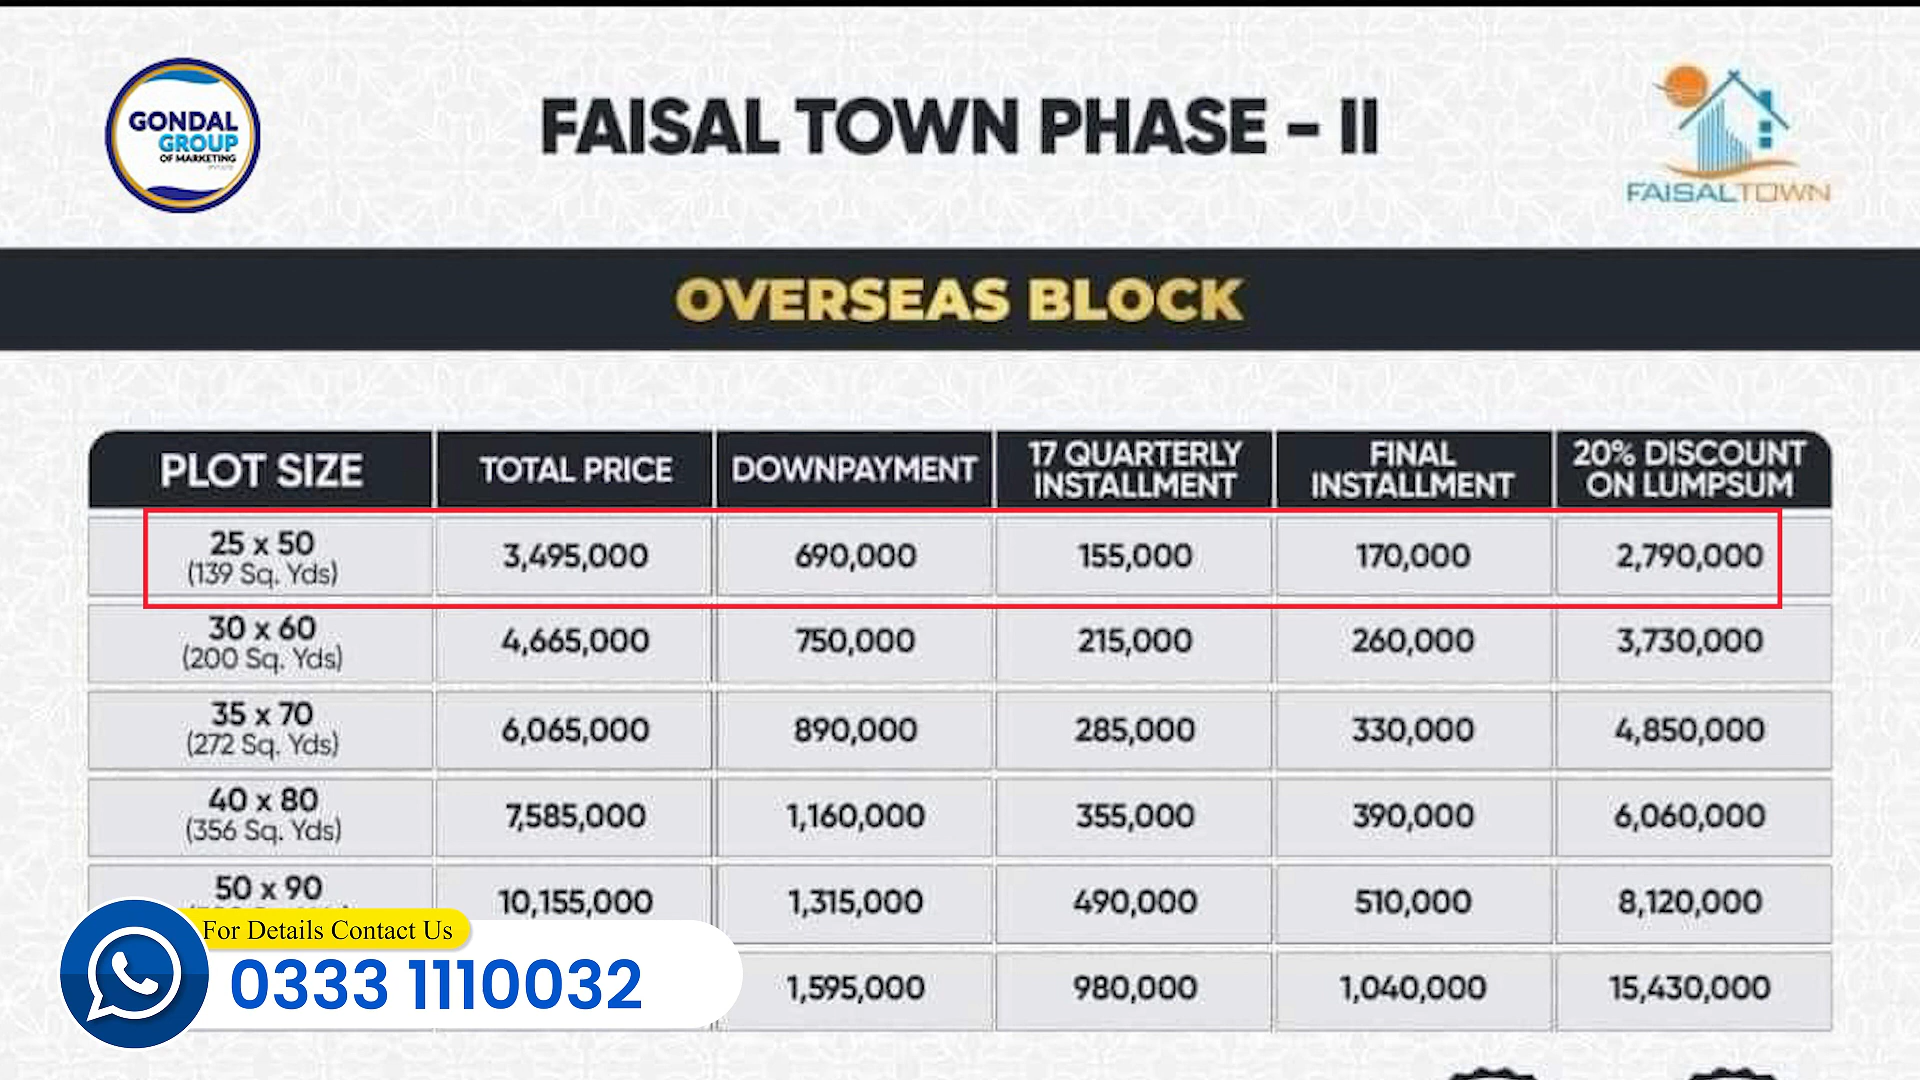 GONDAL
GROUP
OF MARKETING
FAISAL TOWN PHASE - II
FAISALTOWN
OVERSEAS BLOCK
PLOT SIZE TOTAL PRICE DOWNPAYMENT 17 QUARTERLY INSTALLMENT FINAL INSTALLMENT 20% DISCOUNT ON LUMPSUM
25 x 50 (139 Sq. Yds) 3,495,000 690,000 155,000 170,000 2,790,000
30 x 60 (200 Sq. Yds) 4,665,000 750,000 215,000 260,000 3,730,000
35 x 70 (272 Sq. Yds) 6,065,000 890,000 285,000 330,000 4,850,000
40 x 80 (356 Sq. Yds) 7,585,000 1,160,000 355,000 390,000 6,060,000
50 x 90 10,155,000 1,315,000 490,000 510,000 8,120,000
1,595,000 980,000 1,040,000 15,430,000
For Details Contact Us
0333 1110032